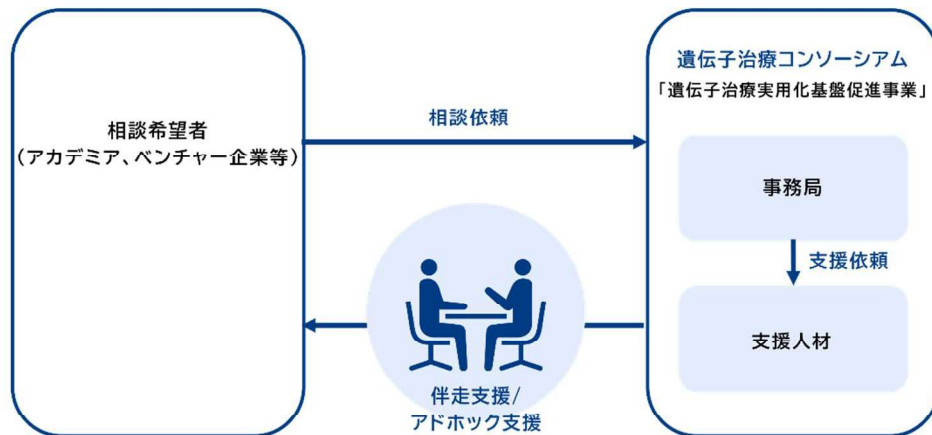 相談希望者
（アカデミア、ベンチャー企業等）
相談依頼
遺伝子治療コンソーシアム
「遺伝子治療実用化基盤促進事業」
事務局
支援依頼
支援人材
伴走支援/
アドホック支援